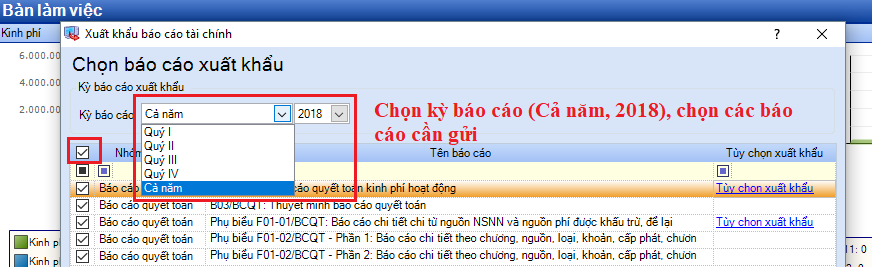 Bàn làm việc
Kinh phí
Xuất khẩu báo cáo tài chính
?
Chọn báo cáo xuất khẩu
6.000.00
2.000.00
Kỳ báo cáo xuất khẩu
Kỳ báo cáo
Cả năm
2018
Quý I
Quý II
Quý III
Quý IV
Cả năm
Chọn kỳ báo cáo (Cả năm, 2018), chọn các báo
cáo cần gửi
Tên báo cáo
Tùy chọn xuất khẩu
Báo cáo
cáo quyết toán kinh phí hoạt động
Tùy chọn xuất khẩu
Báo cáo quyết toán
B03/BCQT: Thuyết minh báo cáo quyết toán
Báo cáo quyết toán
Phụ biểu F01-01/BCQT: Báo cáo chi tiết chi từ nguồn NSNN và nguồn phí được khấu trừ, để lại
Tùy chọn xuất khẩu
Báo cáo quyết toán
Phụ biểu F01-02/BCQT - Phần 1: Báo cáo chi tiết theo chương, nguồn, loại, khoản, cấp phát, chươn
Báo cáo quyết toán
Phụ biểu F01-02/BCQT - Phần 2: Báo cáo chi tiết theo chương, nguồn, loại, khoản, cấp phát, chươn
Kinh ph
Kinh ph
11: 0